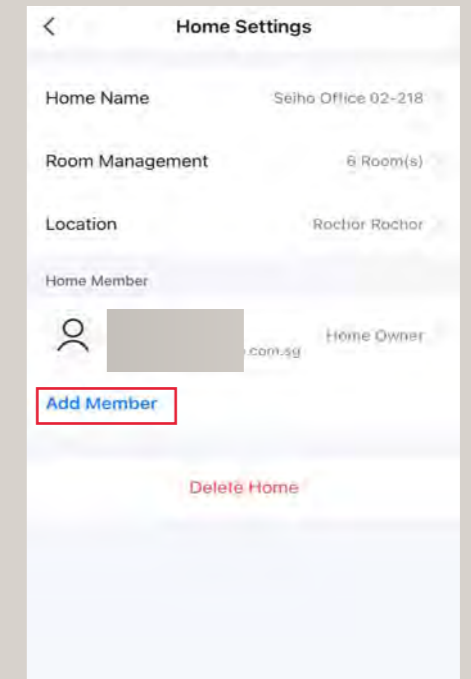 Home Settings
Home Name Seiho Office 02-218
Room Management 6 Room(s)
Location Rochor Rochor
Home Member
.com.sg Home Owner
Add Member
Delete Home